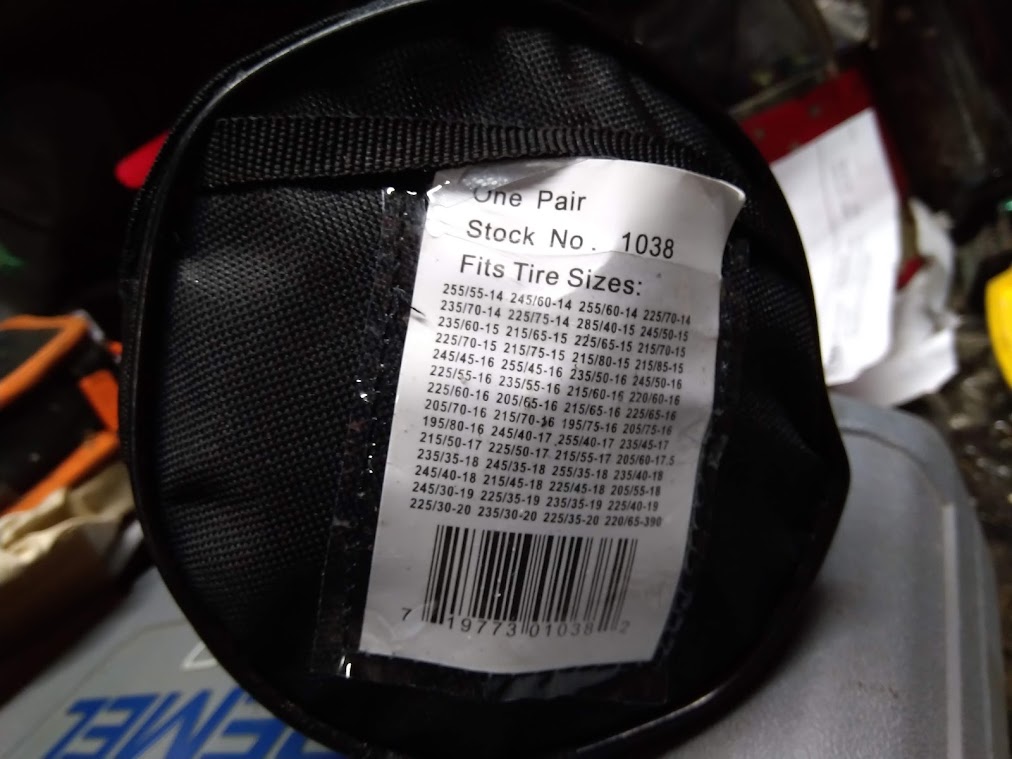 One Pair
Stock No. 1038
Fits Tire Sizes:
255/55-14 245/60-14 255/60-14 225/70-14
235/70-14 225/75-14 285/40-15 245/50-15
235/60-15 215/65-15 225/65-15 215/70-15
225/70-15 215/75-15 215/80-15 215/85-15
245/45-16 255/45-16 235/50-16 245/50-16
225/55-16 235/55-16 215/60-16 220/60-16
225/60-16 205/65-16 215/65-16 225/65-16
205/70-16 215/70-16 195/75-16 205/75-16
195/80-16 245/40-17 255/40-17 235/45-17
215/50-17 225/50-17 215/55-17 205/60-17.5
235/35-18 245/35-18 255/35-18 235/40-18
245/40-18 215/45-18 225/45-18 205/55-18
245/30-19 225/35-19 235/35-19 225/40-19
225/30-20 235/30-20 225/35-20 220/65-390
7 19773 01038 2
EMEL